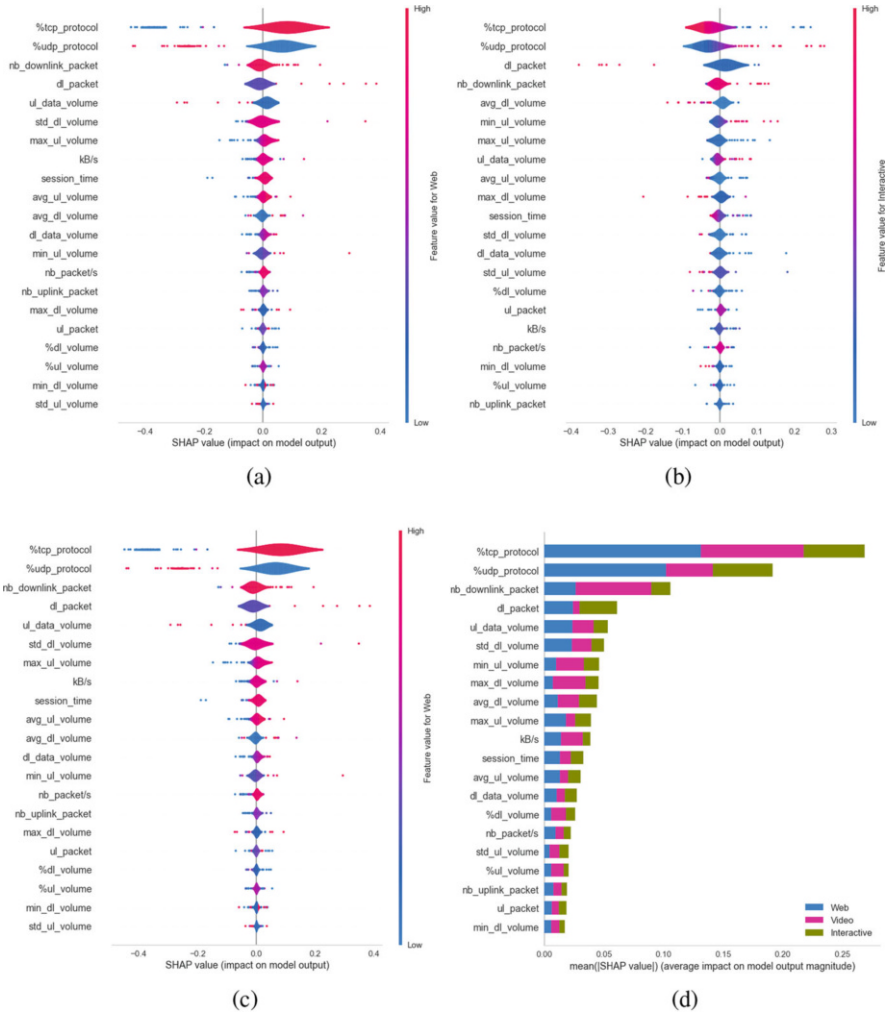 High
%tcp_protocol
%udp_protocol
nb_downlink_packet
dl_packet
ul_data_volume
std_dl_volume
max_ul_volume
kB/s
session_time
avg_ul_volume
avg_dl_volume
dl_data_volume
min_ul_volume
nb_packet/s
nb_uplink_packet
max_dl_volume
ul_packet
%dl_volume
%ul_volume
min_dl_volume
std_ul_volume
Feature value for Web
Low
−0.4 −0.2 0.0 0.2 0.4
SHAP value (impact on model output)
(a)
High
%tcp_protocol
%udp_protocol
dl_packet
nb_downlink_packet
avg_dl_volume
min_ul_volume
max_ul_volume
ul_data_volume
avg_ul_volume
max_dl_volume
session_time
std_dl_volume
dl_data_volume
std_ul_volume
%dl_volume
ul_packet
kB/s
nb_packet/s
min_dl_volume
%ul_volume
nb_uplink_packet
Feature value for Interactive
Low
−0.4 −0.3 −0.2 −0.1 0.0 0.1 0.2 0.3
SHAP value (impact on model output)
(b)
High
%tcp_protocol
%udp_protocol
nb_downlink_packet
dl_packet
ul_data_volume
std_dl_volume
max_ul_volume
kB/s
session_time
avg_ul_volume
avg_dl_volume
dl_data_volume
min_ul_volume
nb_packet/s
nb_uplink_packet
max_dl_volume
ul_packet
%dl_volume
%ul_volume
min_dl_volume
std_ul_volume
Feature value for Web
Low
−0.4 −0.2 0.0 0.2 0.4
SHAP value (impact on model output)
(c)
%tcp_protocol
%udp_protocol
nb_downlink_packet
dl_packet
ul_data_volume
std_dl_volume
min_ul_volume
max_dl_volume
avg_dl_volume
max_ul_volume
kB/s
session_time
avg_ul_volume
dl_data_volume
%dl_volume
nb_packet/s
std_ul_volume
%ul_volume
nb_uplink_packet
ul_packet
min_dl_volume
Web
Video
Interactive
0.00 0.05 0.10 0.15 0.20 0.25
mean(|SHAP value|) (average impact on model output magnitude)
(d)